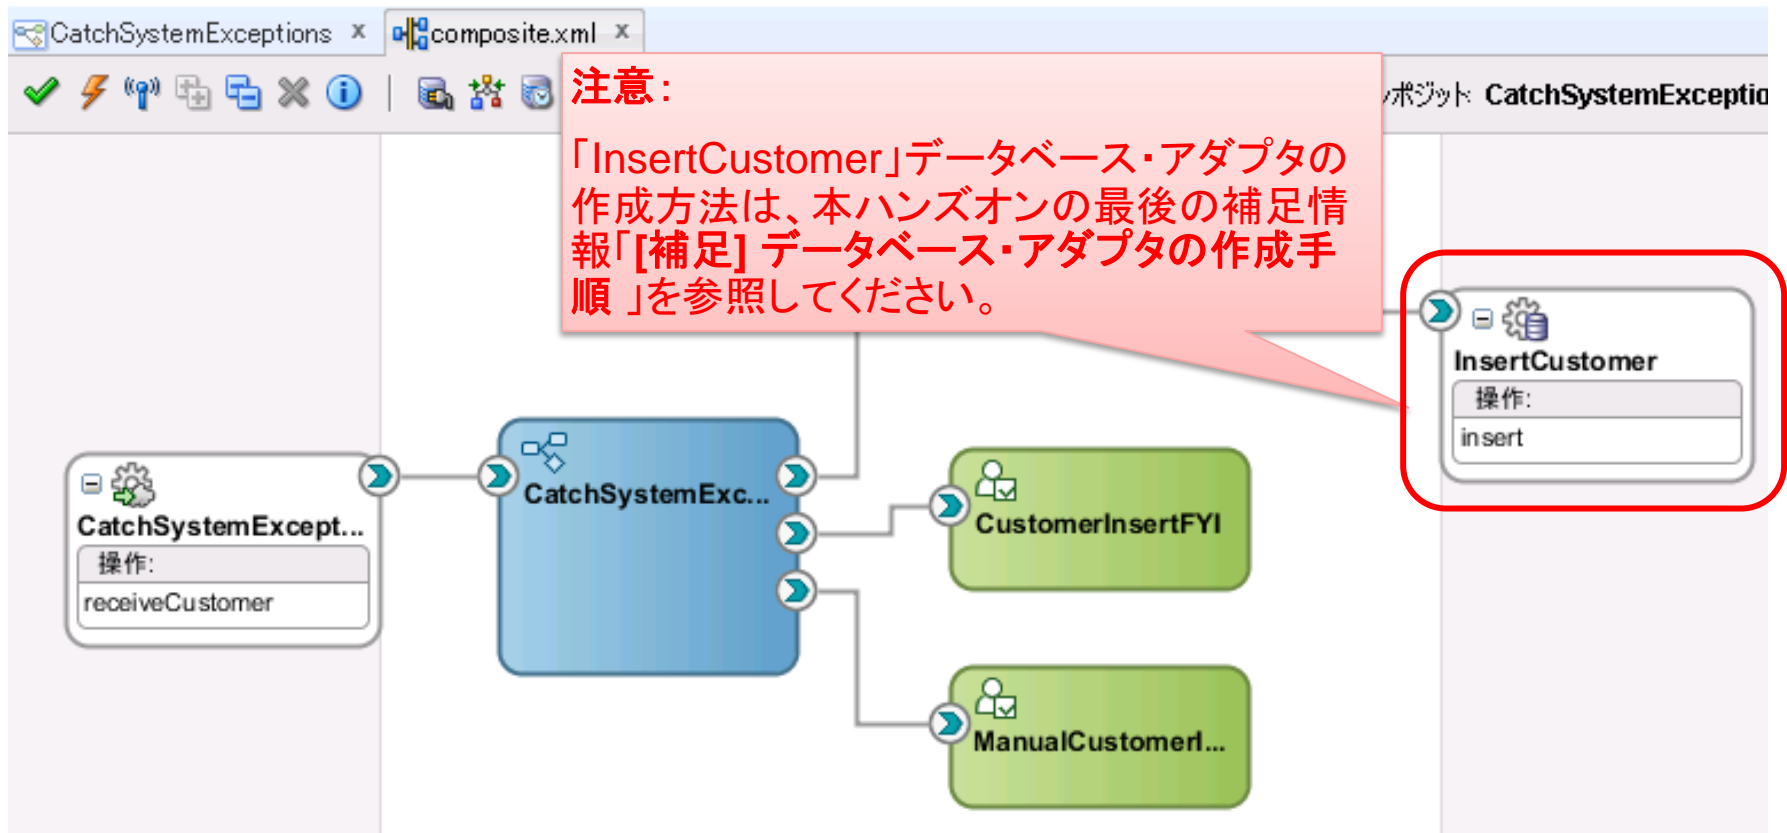 CatchSystemExceptions x composite.xml x
ンポジット: CatchSystemExceptio
注意：
「InsertCustomer」データベース・アダプタの
作成方法は、本ハンズオンの最後の補足情
報「[補足] データベース・アダプタの作成手
順 」を参照してください。
InsertCustomer
操作:
insert
CatchSystemExc...
CatchSystemExcept...
操作:
receiveCustomer
CustomerInsertFYI
ManualCustomerI...